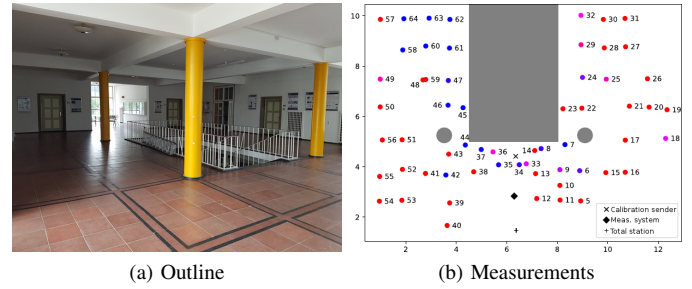 10
8
6
4
2
57 64 63 62
32
30 31
58 60 61
29
28 27
49
48 59 47
24 25
26
50
46 45
23 22
21 20 19
56 51
44
43
37 36
14 8 7
17 18
55 52 41 42 38
35 34 33
13 9 6
15 16
10
54 53 39
12 11 5
40
Calibration sender
Meas. system
Total station
2 4 6 8 10 12
(a) Outline
(b) Measurements